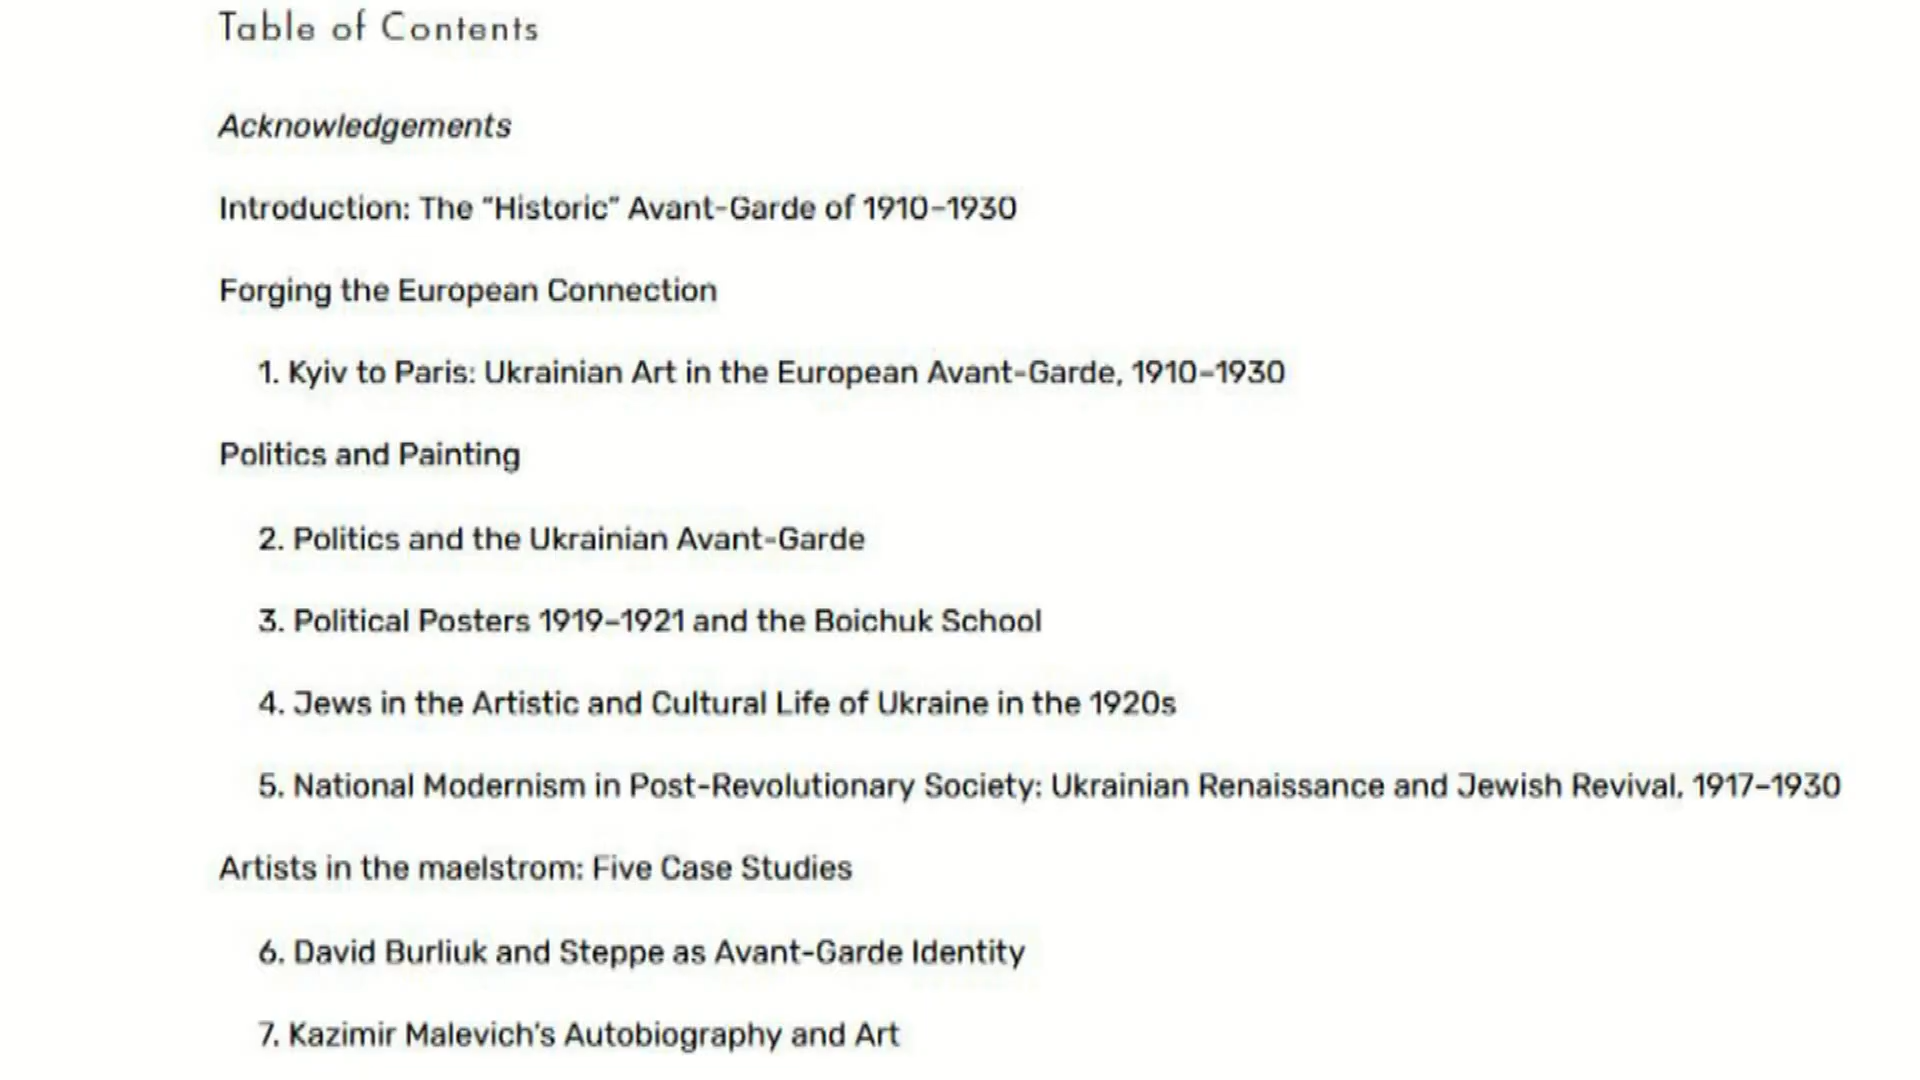 Table of Contents
Acknowledgements
Introduction: The “Historic” Avant-Garde of 1910–1930
Forging the European Connection
1. Kyiv to Paris: Ukrainian Art in the European Avant-Garde, 1910–1930
Politics and Painting
2. Politics and the Ukrainian Avant-Garde
3. Political Posters 1919–1921 and the Boichuk School
4. Jews in the Artistic and Cultural Life of Ukraine in the 1920s
5. National Modernism in Post-Revolutionary Society: Ukrainian Renaissance and Jewish Revival, 1917–1930
Artists in the maelstrom: Five Case Studies
6. David Burliuk and Steppe as Avant-Garde Identity
7. Kazimir Malevich’s Autobiography and Art